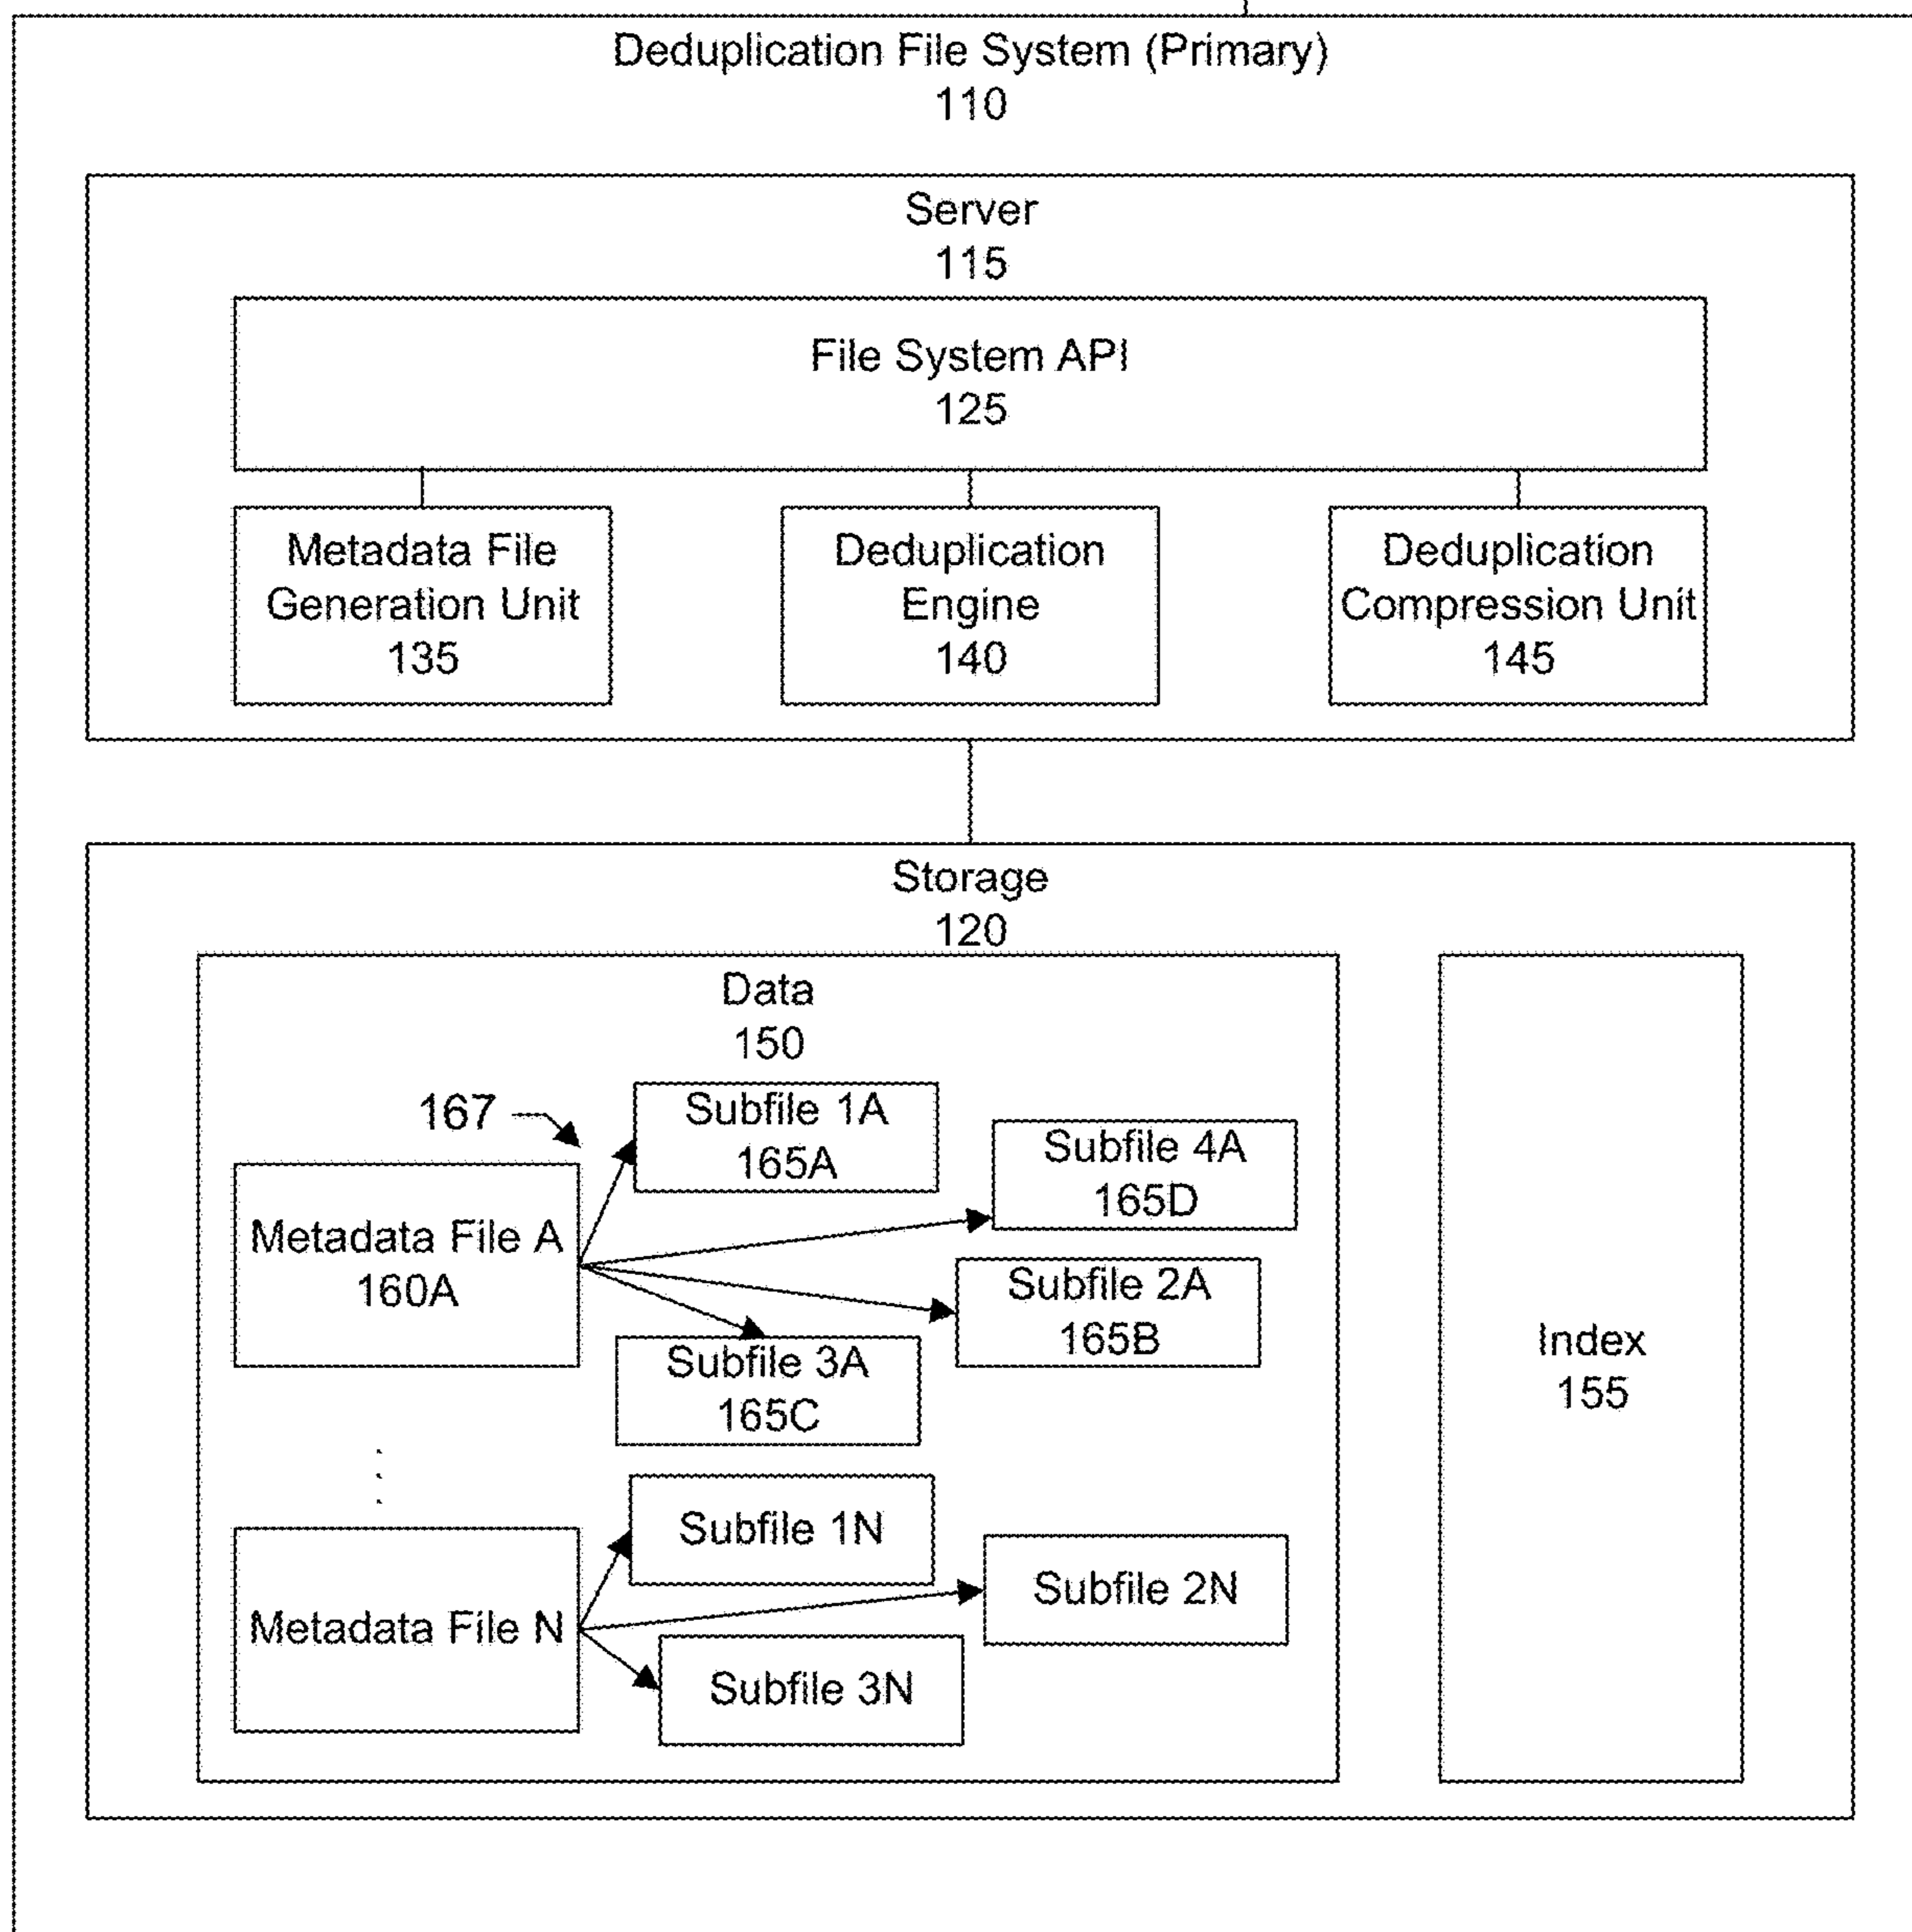 Deduplication File System (Primary)
110
Server
115
File System API
125
Metadata File
Generation Unit
135
Deduplication
Engine
140
Deduplication
Compression Unit
145
Storage
120
Data
150
167
Subfile 1A
165A
Subfile 4A
165D
Metadata File A
160A
Subfile 2A
165B
Subfile 3A
165C
Index
155
Subfile 1N
Subfile 2N
Metadata File N
Subfile 3N